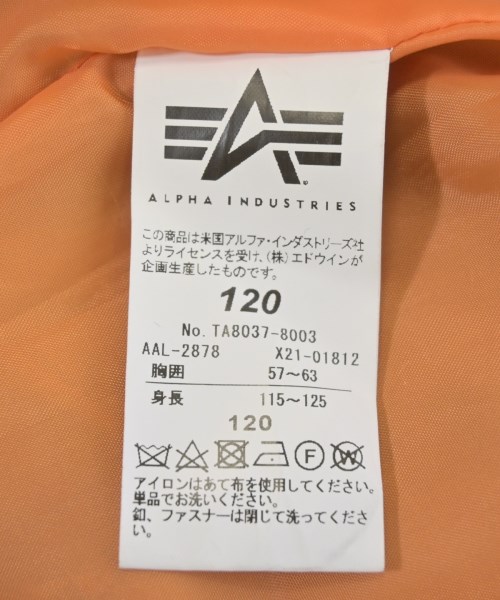 ALPHA INDUSTRIES
この商品は米国アルファ・インダストリーズ社
よりライセンスを受け、(株)エドウインが
企画生産したものです。
120
No. TA8037-8003
AAL-2878 X21-01812
胸囲 57～63
身長 115～125
120
F W
アイロンはあて布を使用してください。
単品でお洗いください。
釦、ファスナーは閉じて洗ってくださ
い。